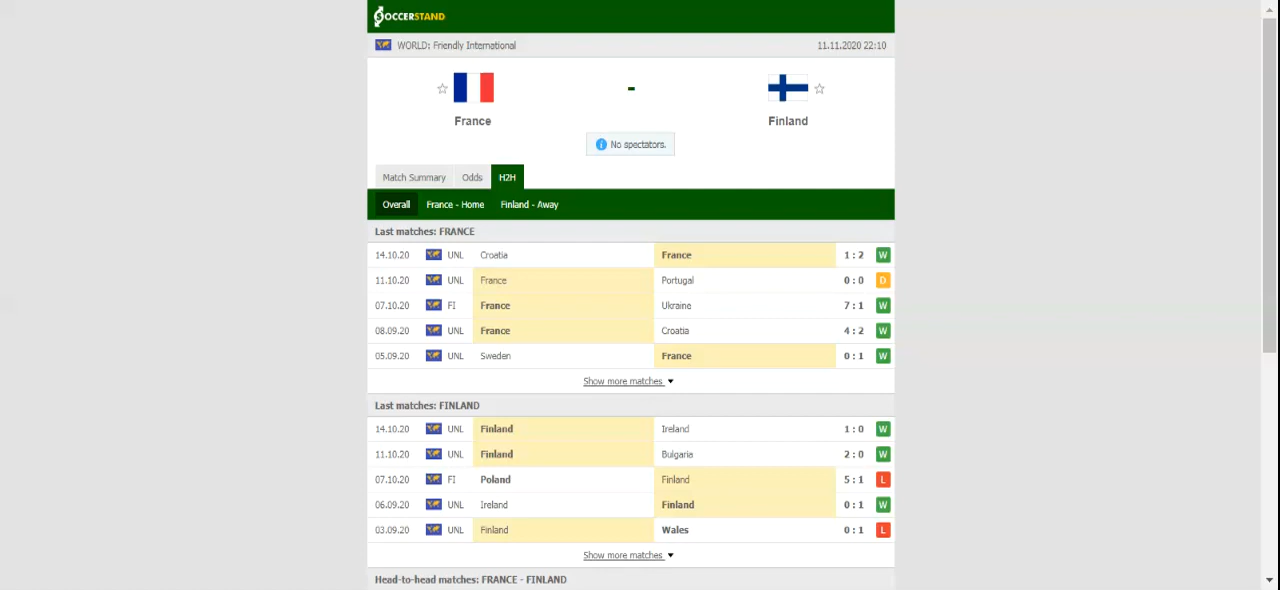 SOCCERSTAND
WORLD: Friendly International 11.11.2020 22:10
-
France Finland
i No spectators.
Match Summary Odds H2H
Overall France - Home Finland - Away
Last matches: FRANCE
14.10.20 UNL Croatia France 1 : 2 W
11.10.20 UNL France Portugal 0 : 0 D
07.10.20 FI France Ukraine 7 : 1 W
08.09.20 UNL France Croatia 4 : 2 W
05.09.20 UNL Sweden France 0 : 1 W
Show more matches
Last matches: FINLAND
14.10.20 UNL Finland Ireland 1 : 0 W
11.10.20 UNL Finland Bulgaria 2 : 0 W
07.10.20 FI Poland Finland 5 : 1 L
06.09.20 UNL Ireland Finland 0 : 1 W
03.09.20 UNL Finland Wales 0 : 1 L
Show more matches
Head-to-head matches: FRANCE - FINLAND